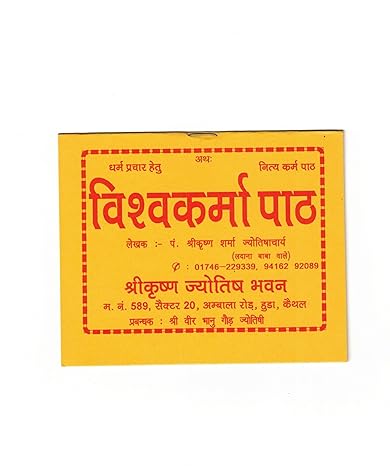 अथः
धर्म प्रचार हेतु नित्य कर्म पाठ
विश्वकर्मा पाठ
लेखक :- पं. श्रीकृष्ण शर्मा ज्योतिषाचार्य
(लदाना बाबा वाले)
✆ : 01746-229339, 94162 92089
श्रीकृष्ण ज्योतिष भवन
म. नं. 589, सैक्टर 20, अम्बाला रोड़, हुडा, कैथल
प्रबन्धक : श्री वीर भानु गौड़ ज्योतिषी